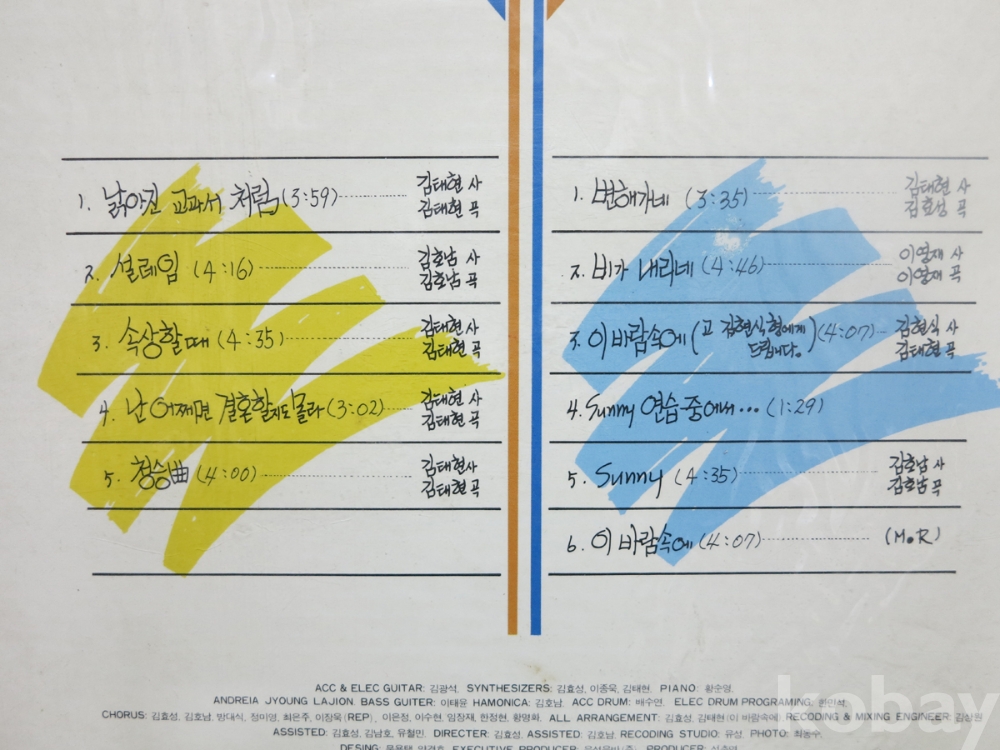 1. 낡아진 교과서 처럼 (3:59) 김태현 사
김태현 곡
2. 설레임 (4:16) 김호남 사
김호남 곡
3. 속상할때 (4:35) 김태현 사
김태현 곡
4. 난 어쩌면 결혼할지도 몰라 (3:02) 김태현 사
김태현 곡
5. 청승曲 (4:00) 김태현 사
김태현 곡
1. 변해가네 (3:35) 김태현 사
김효성 곡
2. 비가 내리네 (4:46) 이영재 사
이영재 곡
3. 이 바람속에 (고 김현식형에게 드립니다.) (4:07) 김현식 사
김태현 곡
4. Sunny 연습중에서... (1:29)
5. Sunny (4:35) 김호남 사
김호남 곡
6. 이 바람속에 (4:07) (M.R)
ACC & ELEC GUITAR: 김광석, SYNTHESIZERS: 김효성, 이종욱, 김태현, PIANO: 황순영,
ANDREIA JYOUNG LAJION, BASS GUITER: 이태윤 HAMONICA: 김호남, ACC DRUM: 배수연, ELEC DRUM PROGRAMING:
CHORUS: 김효성, 김호남, 방대식, 정미영, 최은주, 이장욱 (REP), 이은정, 이수현, 임장재, 한정현, 황명화, ALL ARRANGEMENT: 김효성, 김태현(이 바람속에) RECODING & MIXING ENGINEER:
ASSISTED: 김효성, 김남호, 유철민, DIRECTER: 김효성, ASSISTED: 김호남, RECODING STUDIO: 유성, PHOTO: 최동수,
DESING: EXECUTIVE PRODUCER: PRODUCER:
kobay